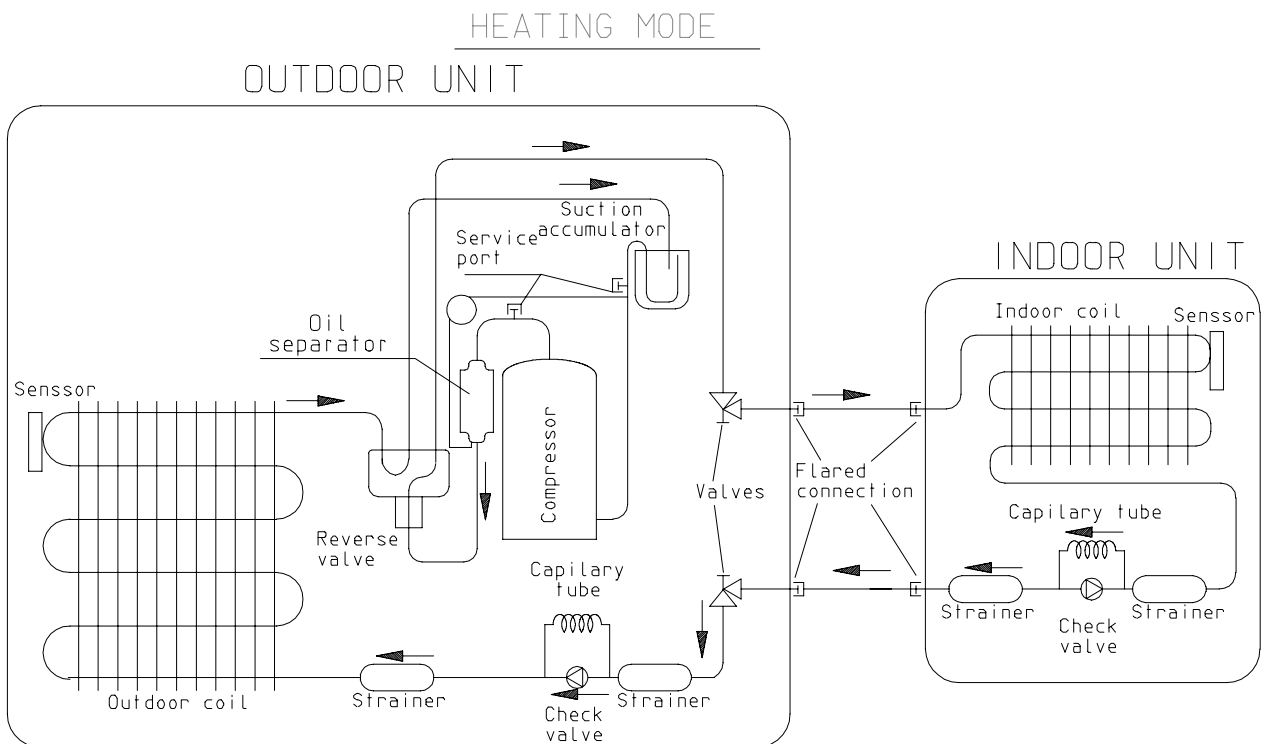 HEATING MODE
OUTDOOR UNIT
Suction
accumulator
Service
port
INDOOR UNIT
Oil
separator
Indoor coil
Senssor
Senssor
Compressor
Valves
Flared
connection
Reverse
valve
Capilary tube
Capilary
tube
Strainer
Strainer
Check
valve
Outdoor coil
Strainer
Strainer
Check
valve